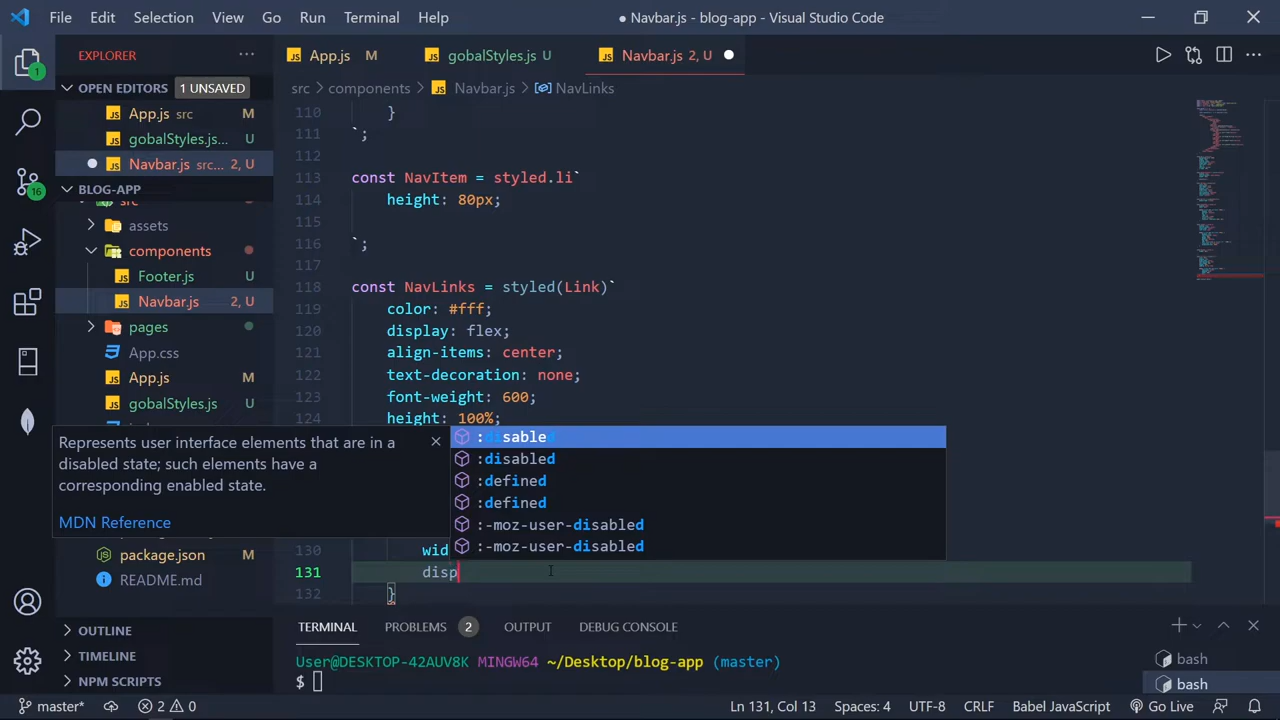 File Edit Selection View Go Run Terminal Help
● Navbar.js - blog-app - Visual Studio Code
1
16
EXPLORER
OPEN EDITORS 1 UNSAVED
App.js src M
gobalStyles.js... U
Navbar.js src... 2, U
BLOG-APP
src
assets
components
Footer.js U
Navbar.js 2, U
pages
App.css
App.js M
gobalStyles.js U
package.json M
README.md
OUTLINE
TIMELINE
NPM SCRIPTS
App.js M
gobalStyles.js U
Navbar.js 2, U
src > components > Navbar.js > NavLinks
110 }
111 `;
112
113 const NavItem = styled.li`
114 height: 80px;
115
116 `;
117
118 const NavLinks = styled(Link)`
119 color: #fff;
120 display: flex;
121 align-items: center;
122 text-decoration: none;
123 font-weight: 600;
124 height: 100%;
130 wid
131 disp
132 }
Represents user interface elements that are in a
disabled state; such elements have a
corresponding enabled state.
MDN Reference
:disabled
:disabled
:defined
:defined
:-moz-user-disabled
:-moz-user-disabled
TERMINAL PROBLEMS 2 OUTPUT DEBUG CONSOLE
User@DESKTOP-42AUV8K MINGW64 ~/Desktop/blog-app (master)
$
bash
bash
master* 2 0 Ln 131, Col 13 Spaces: 4 UTF-8 CRLF Babel JavaScript Go Live